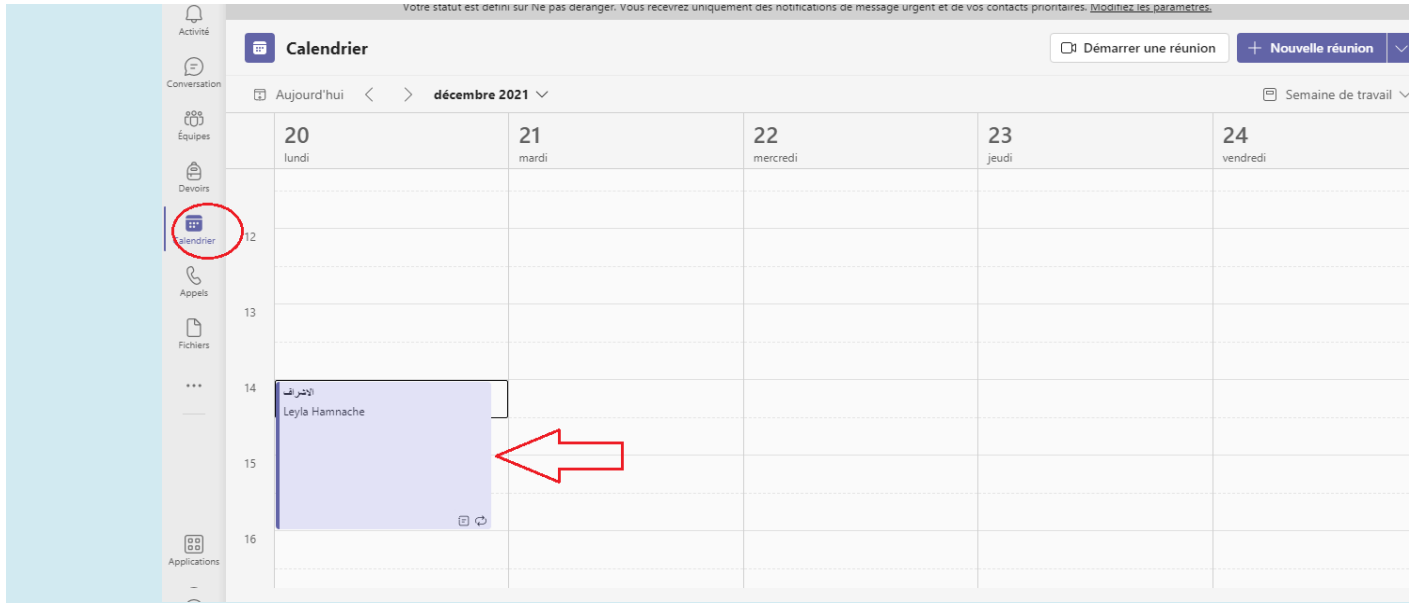 Votre statut est défini sur Ne pas déranger. Vous recevrez uniquement des notifications de message urgent et de vos contacts prioritaires. Modifiez les paramètres.
Activité
Conversation
Équipes
Devoirs
Calendrier
Appels
Fichiers
Applications
Calendrier
Démarrer une réunion
Nouvelle réunion
Aujourd'hui
décembre 2021
Semaine de travail
20
lundi
21
mardi
22
mercredi
23
jeudi
24
vendredi
12
13
14
15
16
الاشراف
Leyla Hamnache